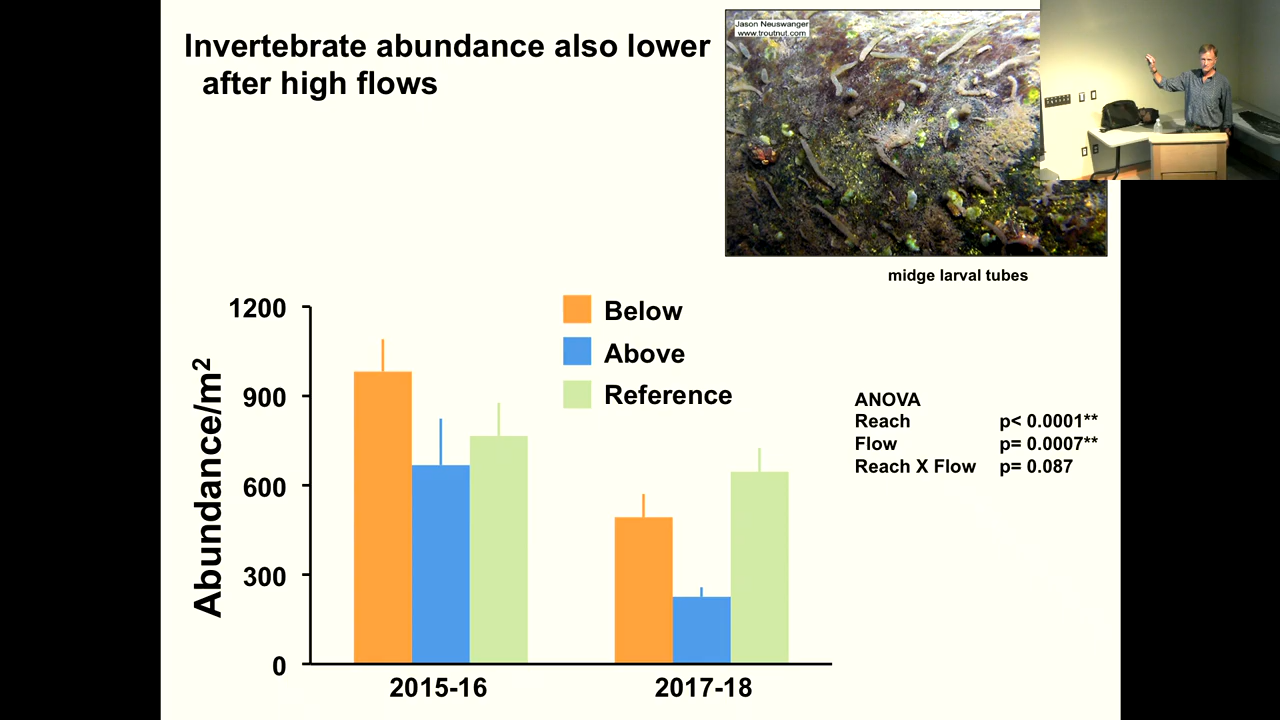 Invertebrate abundance also lower
after high flows
Jason Neuswanger
www.troutnut.com
midge larval tubes
Abundance/m²
1200
900
600
300
0
Below
Above
Reference
2015-16
2017-18
ANOVA
Reach p< 0.0001**
Flow p= 0.0007**
Reach X Flow p= 0.087